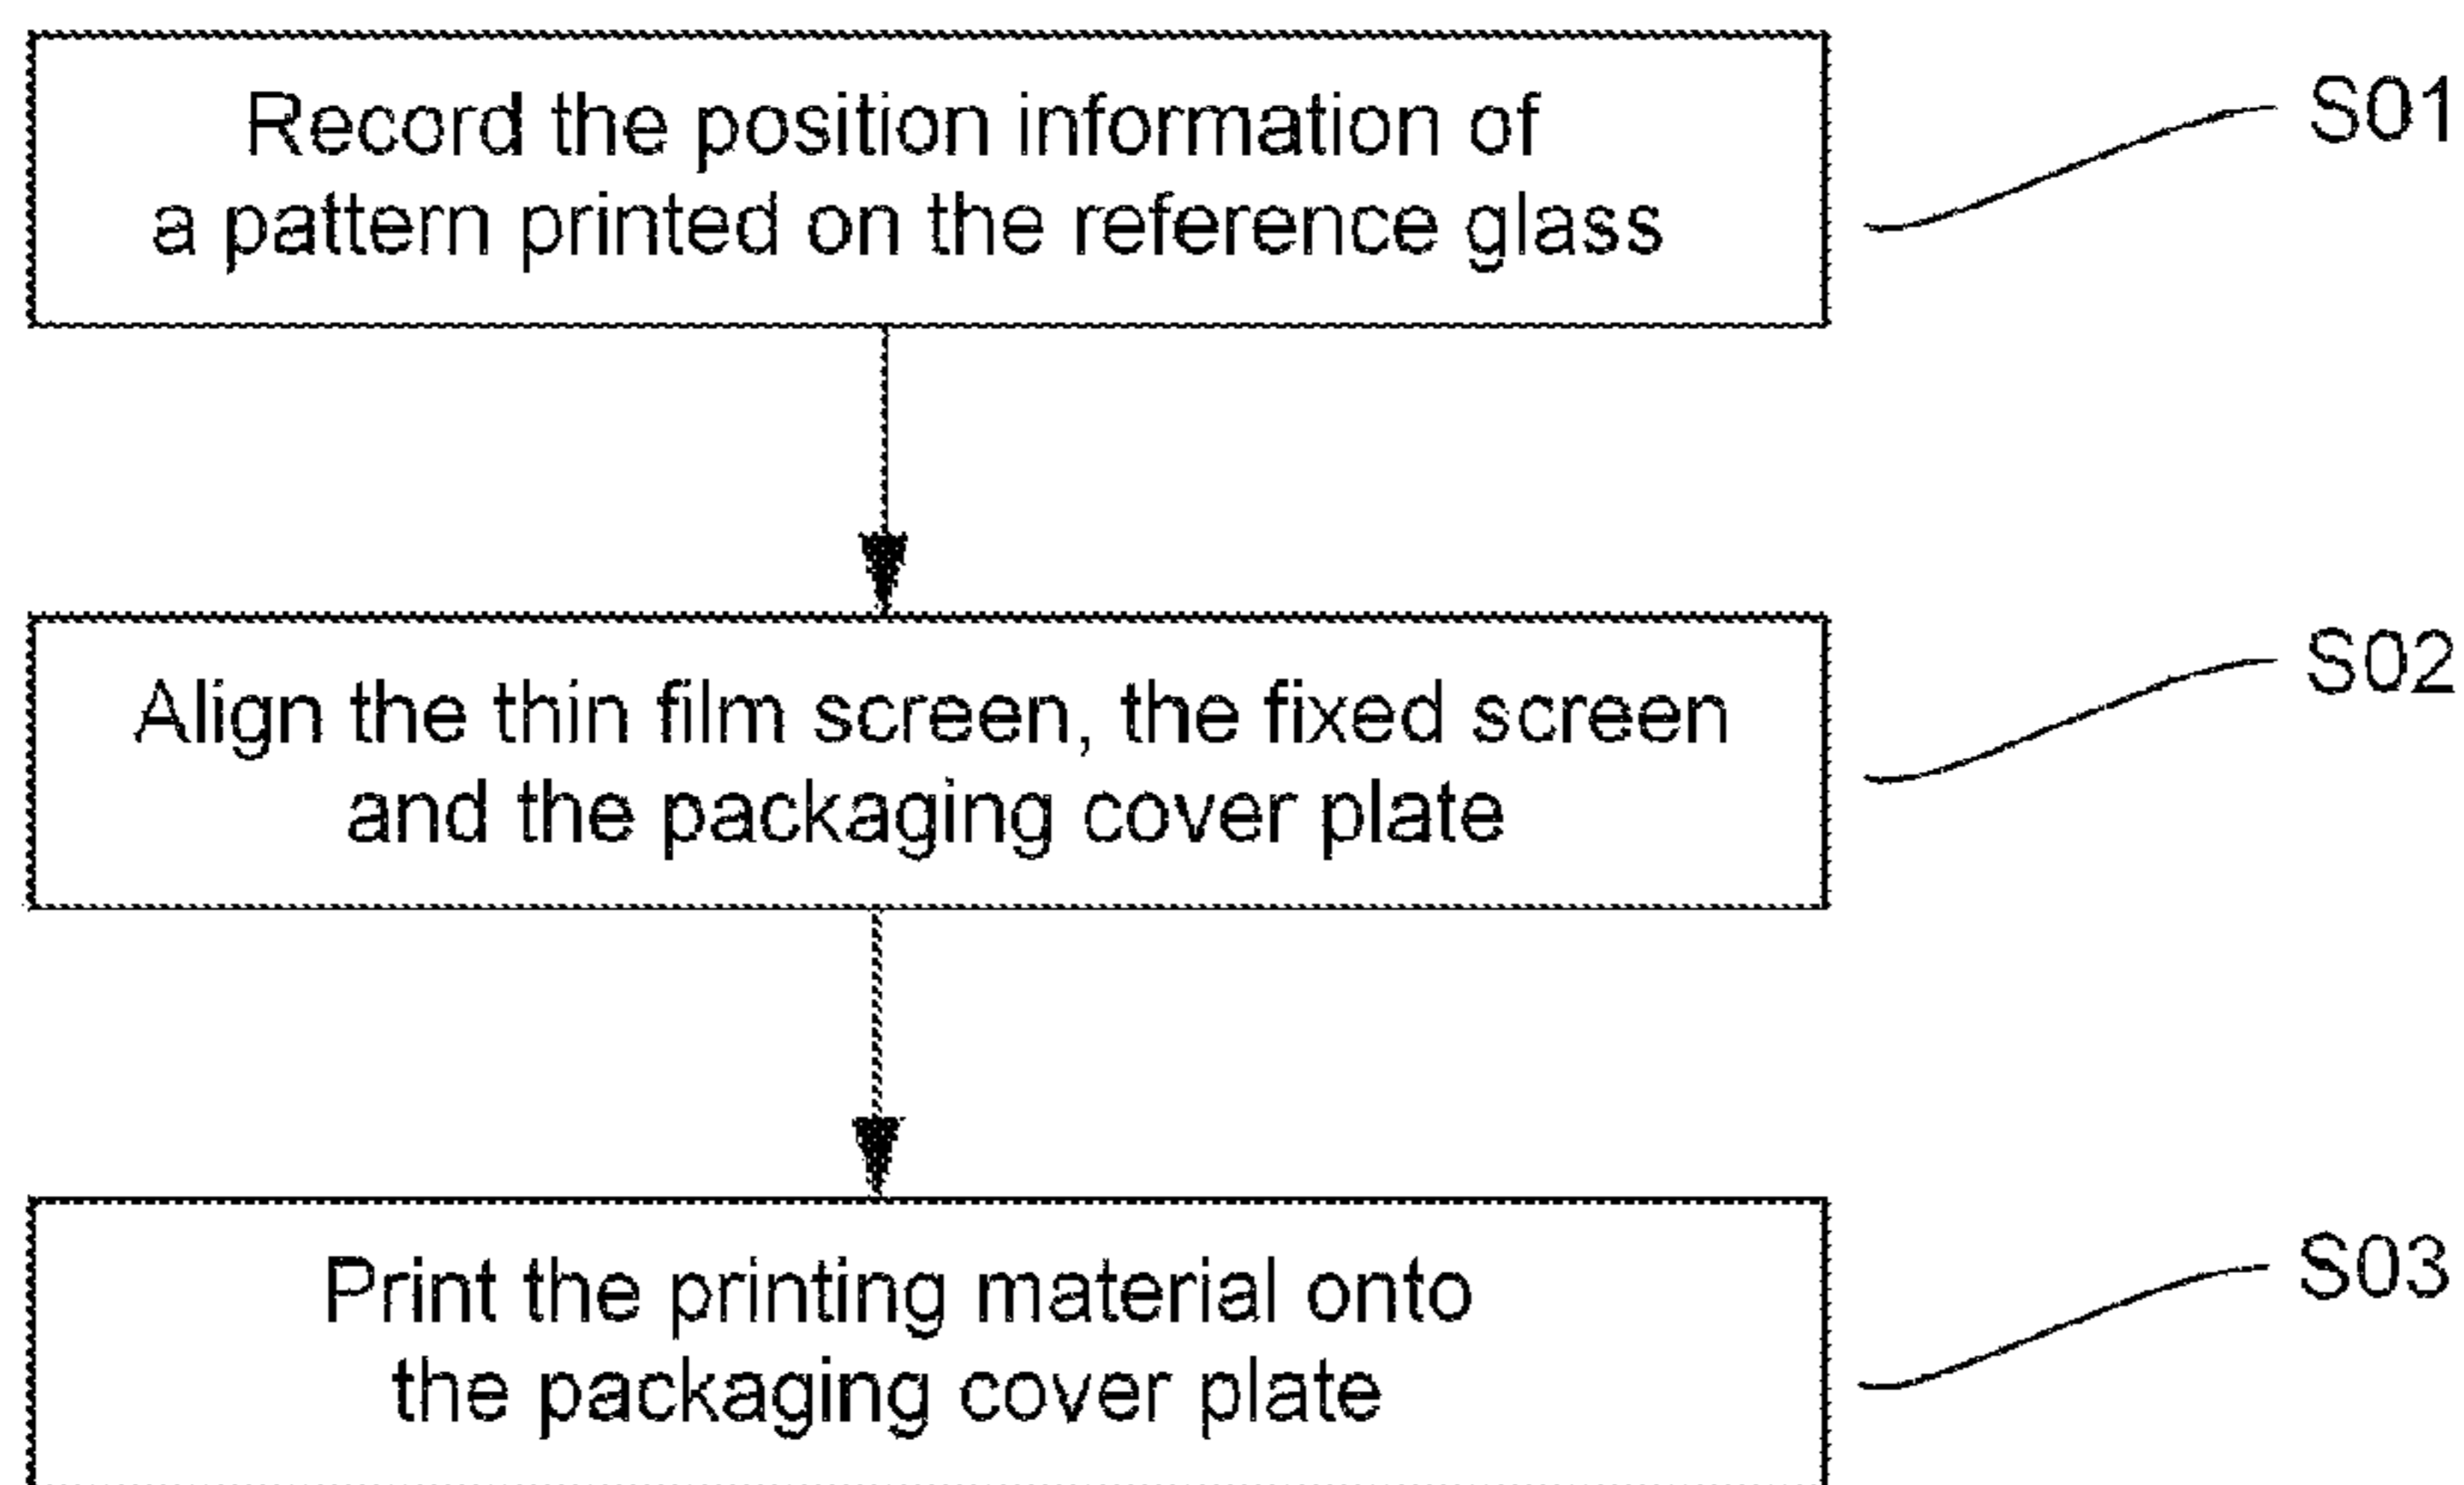 Record the position information of
a pattern printed on the reference glass
S01
Align the thin film screen, the fixed screen
and the packaging cover plate
S02
Print the printing material onto
the packaging cover plate
S03